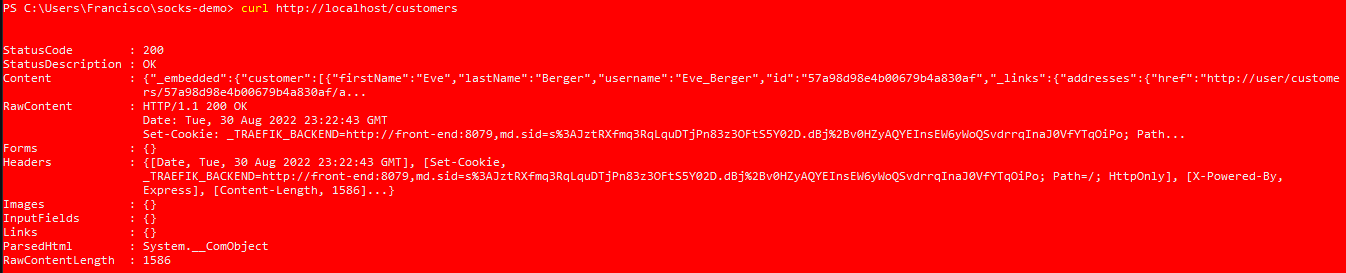 PS C:\Users\Francisco\socks-demo> curl http://localhost/customers
StatusCode : 200
StatusDescription : OK
Content : {"_embedded":{"customer":[{"firstName":"Eve","lastName":"Berger","username":"Eve_Berger","id":"57a98d98e4b00679b4a830af","_links":{"addresses":{"href":"http://user/custome
rs/57a98d98e4b00679b4a830af/a...
RawContent : HTTP/1.1 200 OK
Date: Tue, 30 Aug 2022 23:22:43 GMT
Set-Cookie: _TRAEFIK_BACKEND=http://front-end:8079,md.sid=s%3AJztRXfmq3RqLquDTjPn83z3OFtS5Y02D.dBj%2Bv0HZyAQYEInsEW6yWoQSvdrrqInaJ0VfYTqOiPo; Path...
Forms : {}
Headers : {[Date, Tue, 30 Aug 2022 23:22:43 GMT], [Set-Cookie,
_TRAEFIK_BACKEND=http://front-end:8079,md.sid=s%3AJztRXfmq3RqLquDTjPn83z3OFtS5Y02D.dBj%2Bv0HZyAQYEInsEW6yWoQSvdrrqInaJ0VfYTqOiPo; Path=/; HttpOnly], [X-Powered-By,
Express], [Content-Length, 1586]...}
Images : {}
InputFields : {}
Links : {}
ParsedHtml : System.__ComObject
RawContentLength : 1586